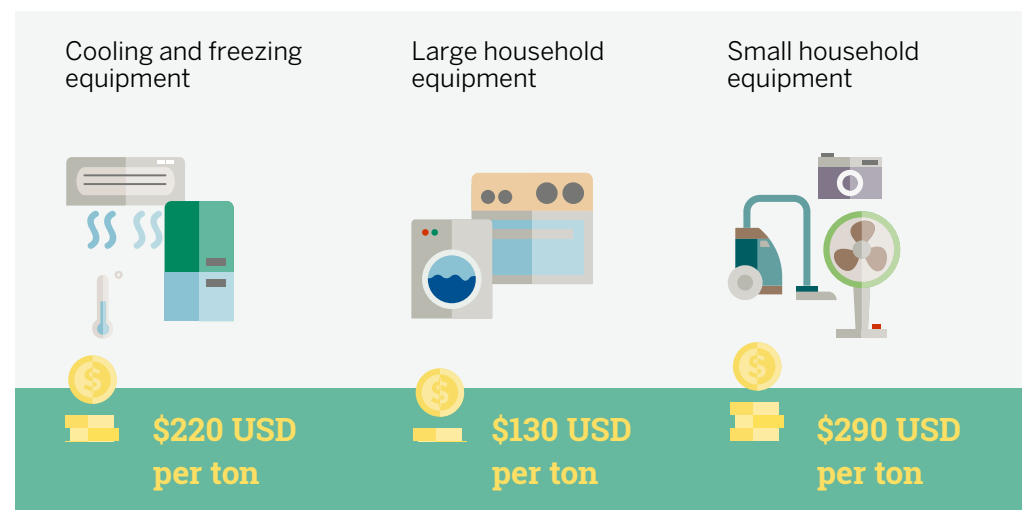 Cooling and freezing
equipment
Large household
equipment
Small household
equipment
$
$220 USD
per ton
$
$130 USD
per ton
$
$290 USD
per ton